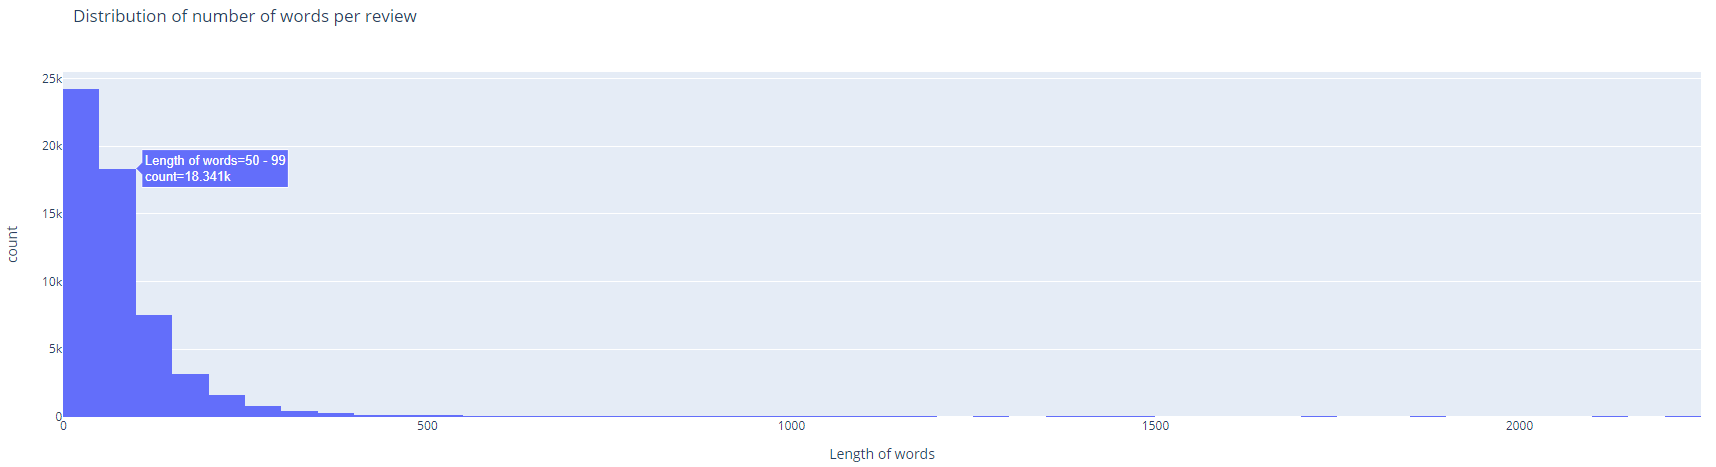 Distribution of number of words per review
25k
20k
15k
10k
5k
0
count
Length of words=50 - 99
count=18.341k
0
500
1000
1500
2000
Length of words